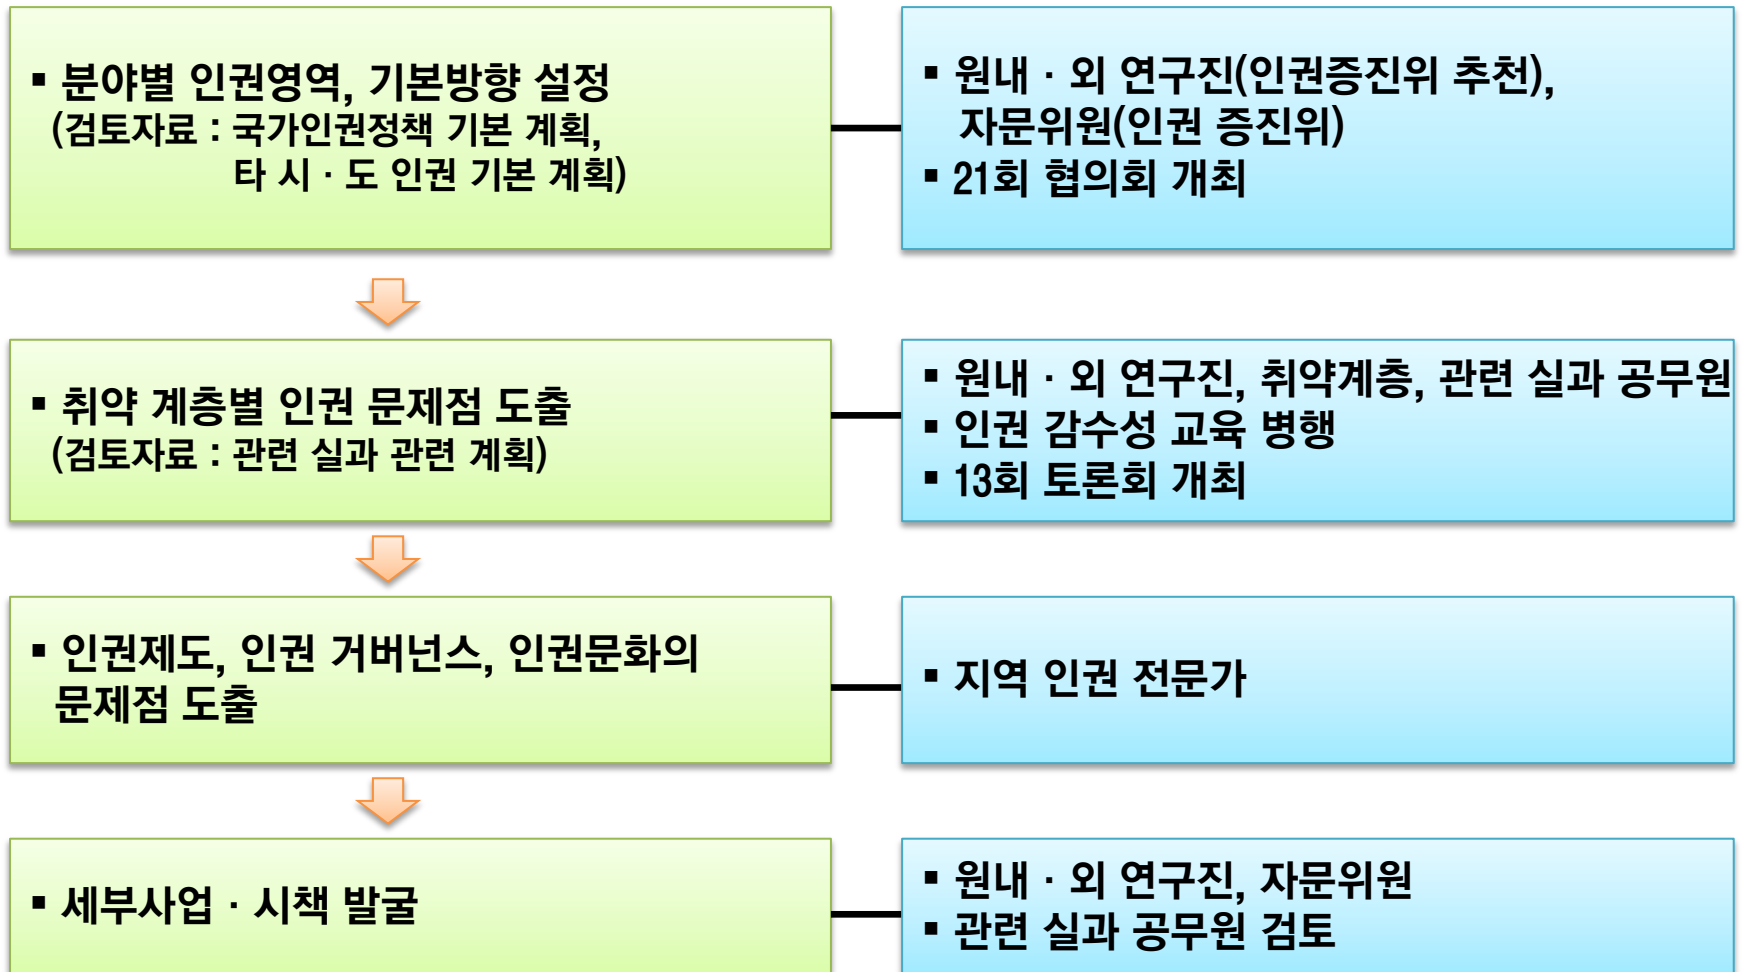 ▪ 분야별 인권영역, 기본방향 설정
(검토자료 : 국가인권정책 기본 계획,
타 시 · 도 인권 기본 계획)
▪ 원내 · 외 연구진(인권증진위 추천),
자문위원(인권 증진위)
▪ 21회 협의회 개최
▪ 취약 계층별 인권 문제점 도출
(검토자료 : 관련 실과 관련 계획)
▪ 원내 · 외 연구진, 취약계층, 관련 실과 공무원
▪ 인권 감수성 교육 병행
▪ 13회 토론회 개최
▪ 인권제도, 인권 거버넌스, 인권문화의
문제점 도출
▪ 지역 인권 전문가
▪ 세부사업 · 시책 발굴
▪ 원내 · 외 연구진, 자문위원
▪ 관련 실과 공무원 검토